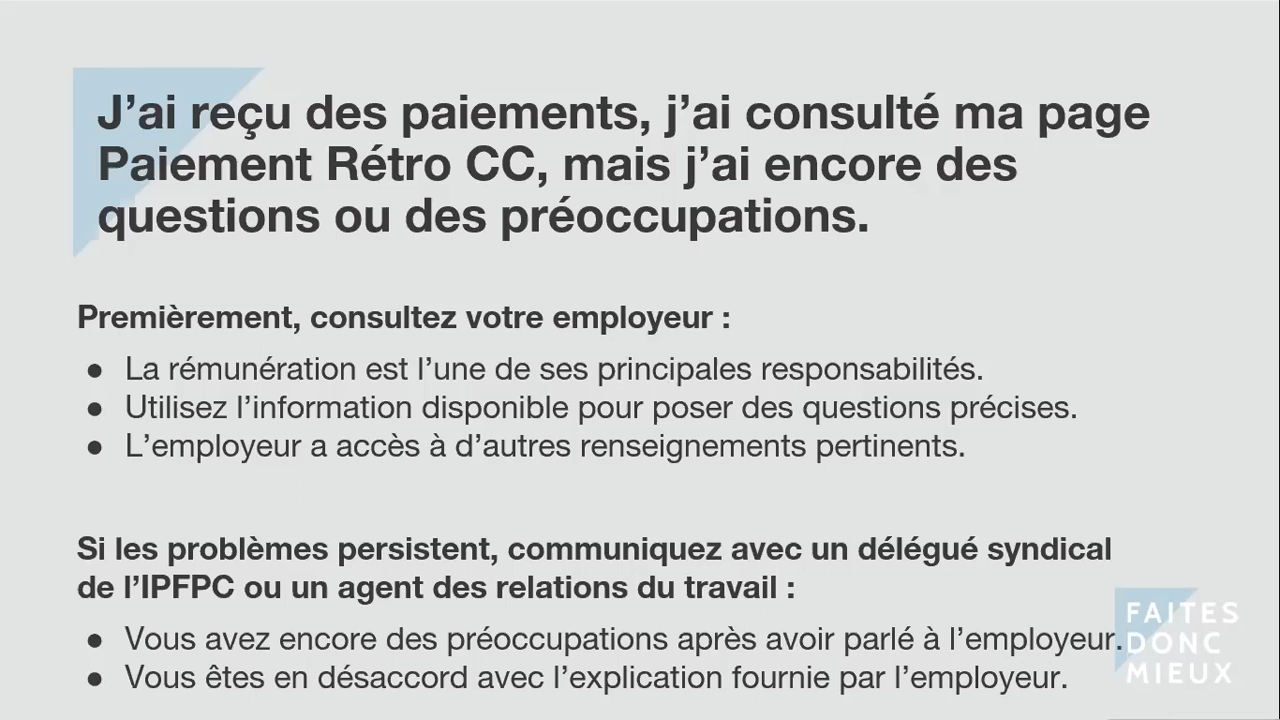 J’ai reçu des paiements, j’ai consulté ma page
Paiement Rétro CC, mais j’ai encore des
questions ou des préoccupations.
Premièrement, consultez votre employeur :
● La rémunération est l’une de ses principales responsabilités.
● Utilisez l’information disponible pour poser des questions précises.
● L’employeur a accès à d’autres renseignements pertinents.
Si les problèmes persistent, communiquez avec un délégué syndical
de l’IPFPC ou un agent des relations du travail :
● Vous avez encore des préoccupations après avoir parlé à l’employeur.
● Vous êtes en désaccord avec l’explication fournie par l’employeur.
FAITES
DONC
MIEUX